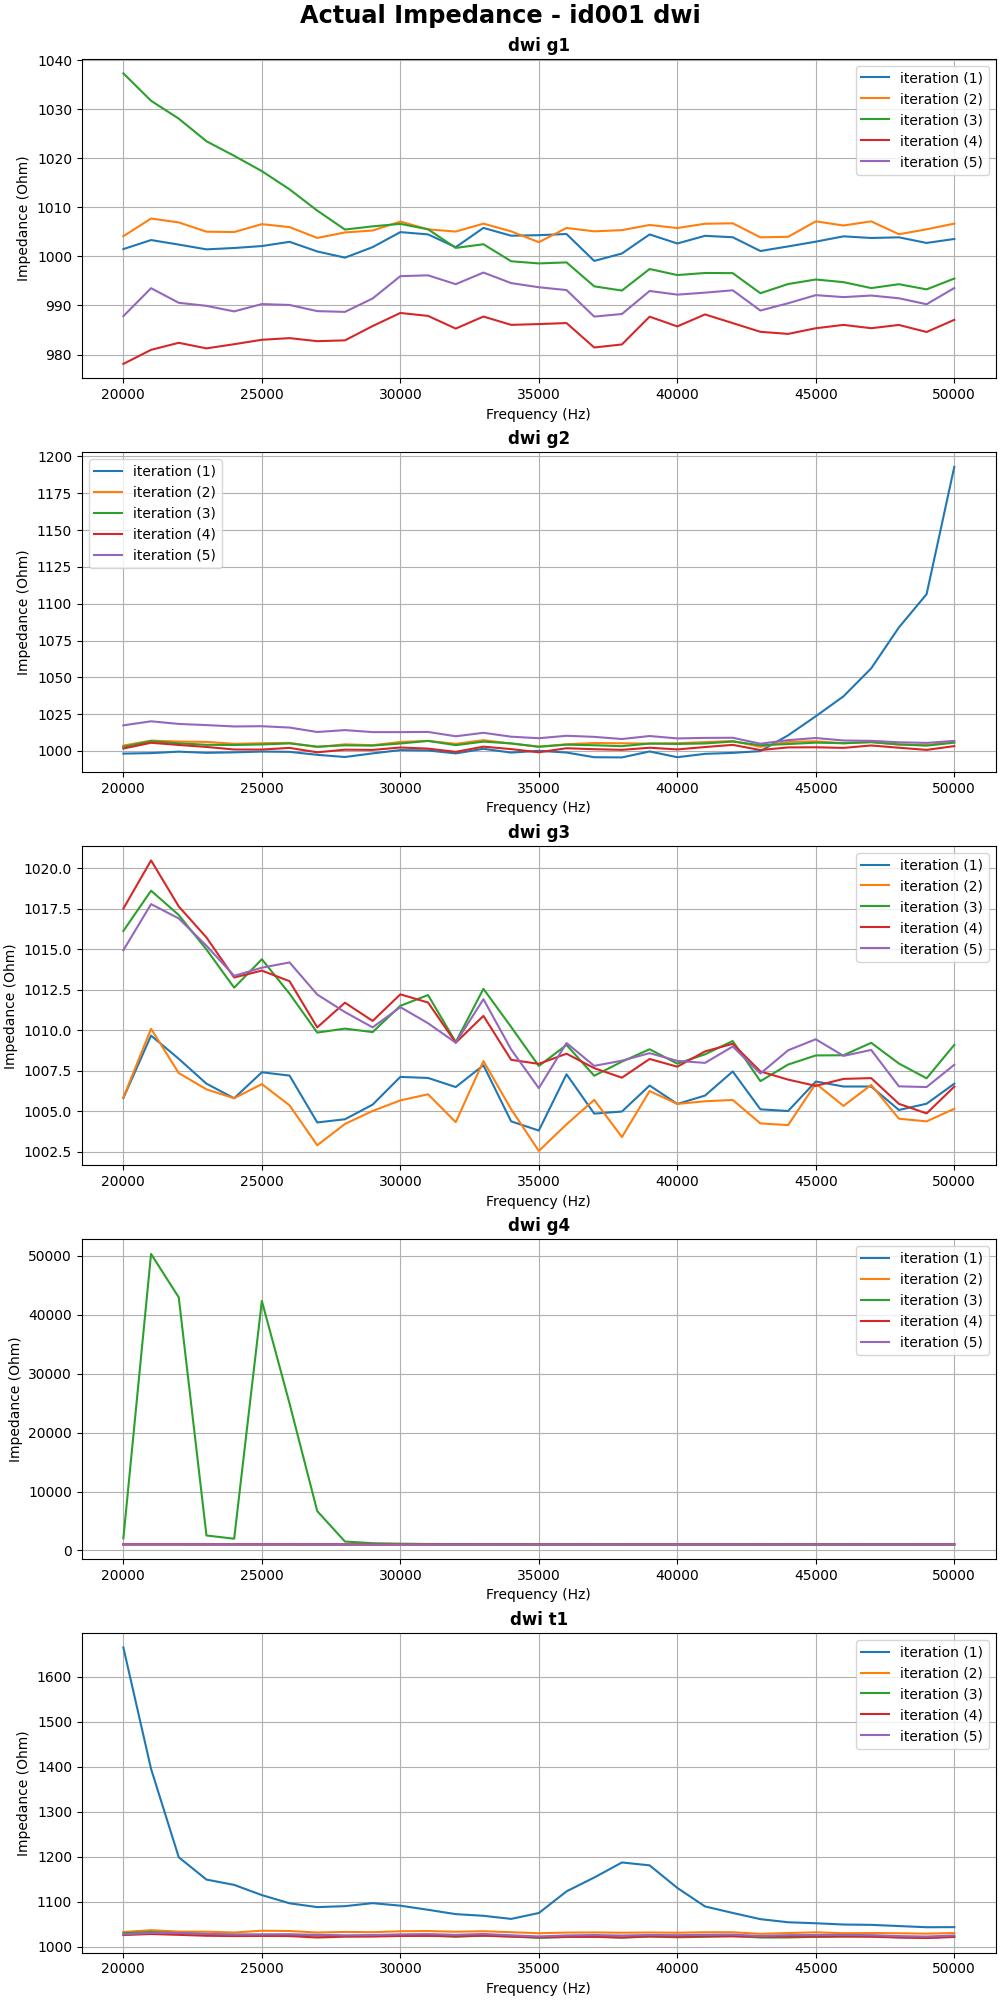 Actual Impedance - id001 dwi
dwi g1
1040
1030
1020
1010
1000
990
980
Impedance (Ohm)
iteration (1)
iteration (2)
iteration (3)
iteration (4)
iteration (5)
20000 25000 30000 35000 40000 45000 50000
Frequency (Hz)
dwi g2
1200
1175
1150
1125
1100
1075
1050
1025
1000
Impedance (Ohm)
iteration (1)
iteration (2)
iteration (3)
iteration (4)
iteration (5)
20000 25000 30000 35000 40000 45000 50000
Frequency (Hz)
dwi g3
1020.0
1017.5
1015.0
1012.5
1010.0
1007.5
1005.0
1002.5
Impedance (Ohm)
iteration (1)
iteration (2)
iteration (3)
iteration (4)
iteration (5)
20000 25000 30000 35000 40000 45000 50000
Frequency (Hz)
dwi g4
50000
40000
30000
20000
10000
0
Impedance (Ohm)
iteration (1)
iteration (2)
iteration (3)
iteration (4)
iteration (5)
20000 25000 30000 35000 40000 45000 50000
Frequency (Hz)
dwi t1
1600
1500
1400
1300
1200
1100
1000
Impedance (Ohm)
iteration (1)
iteration (2)
iteration (3)
iteration (4)
iteration (5)
20000 25000 30000 35000 40000 45000 50000
Frequency (Hz)